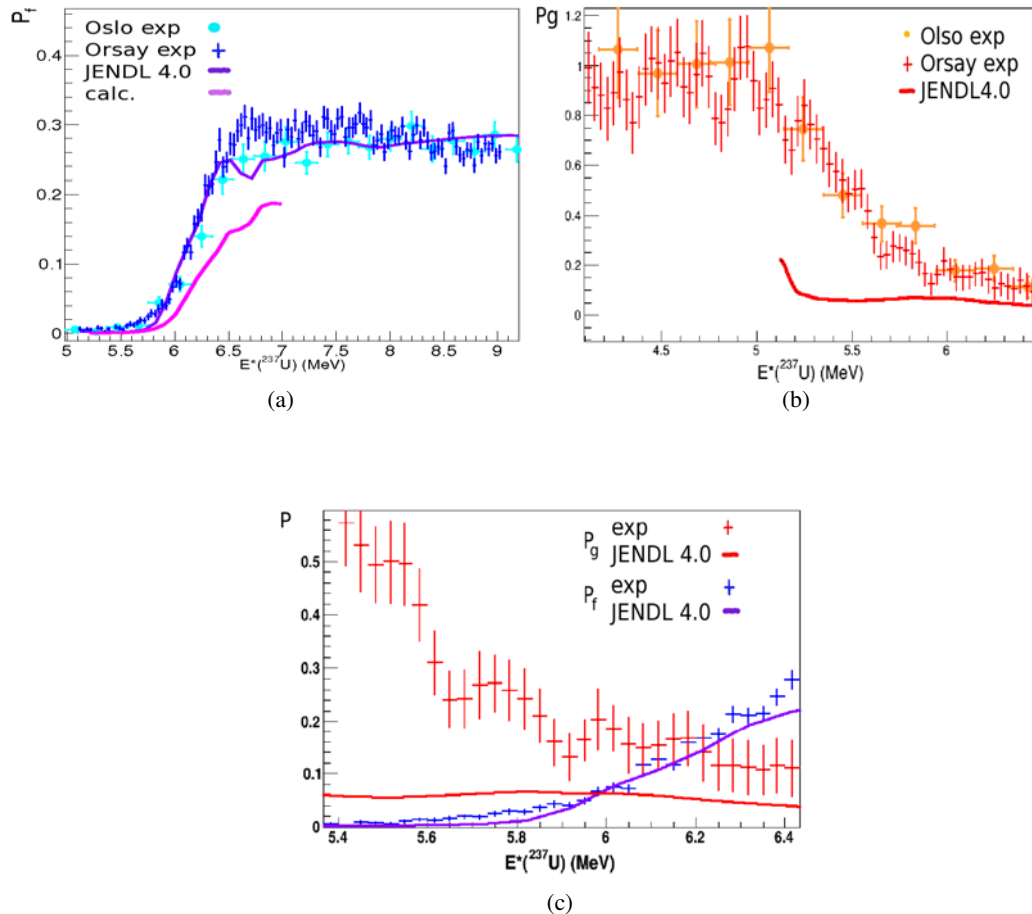 P_f
0.4
0.3
0.2
0.1
0
Oslo exp
Orsay exp
JENDL 4.0
calc.
5 5.5 6 6.5 7 7.5 8 8.5 9
E*(²³⁷U) (MeV)
(a)
Pg
1.2
1
0.8
0.6
0.4
0.2
0
Olso exp
Orsay exp
JENDL4.0
4.5 5 5.5 6
E*(²³⁷U) (MeV)
(b)
P
0.5
0.4
0.3
0.2
0.1
0
P_g exp
JENDL 4.0
P_f exp
JENDL 4.0
5.4 5.6 5.8 6 6.2 6.4
E*(²³⁷U) (MeV)
(c)